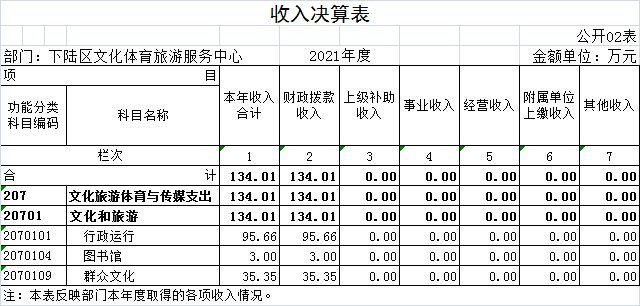 收入决算表
公开02表
部门：下陆区文化体育旅游服务中心 2021年度 金额单位：万元
项 目 本年收入合计 财政拨款收入 上级补助收入 事业收入 经营收入 附属单位上缴收入 其他收入
功能分类科目编码 科目名称
栏次 1 2 3 4 5 6 7
合 计 134.01 134.01 0.00 0.00 0.00 0.00 0.00
207 文化旅游体育与传媒支出 134.01 134.01 0.00 0.00 0.00 0.00 0.00
20701 文化和旅游 134.01 134.01 0.00 0.00 0.00 0.00 0.00
2070101 行政运行 95.66 95.66 0.00 0.00 0.00 0.00 0.00
2070104 图书馆 3.00 3.00 0.00 0.00 0.00 0.00 0.00
2070109 群众文化 35.35 35.35 0.00 0.00 0.00 0.00 0.00
注：本表反映部门本年度取得的各项收入情况。